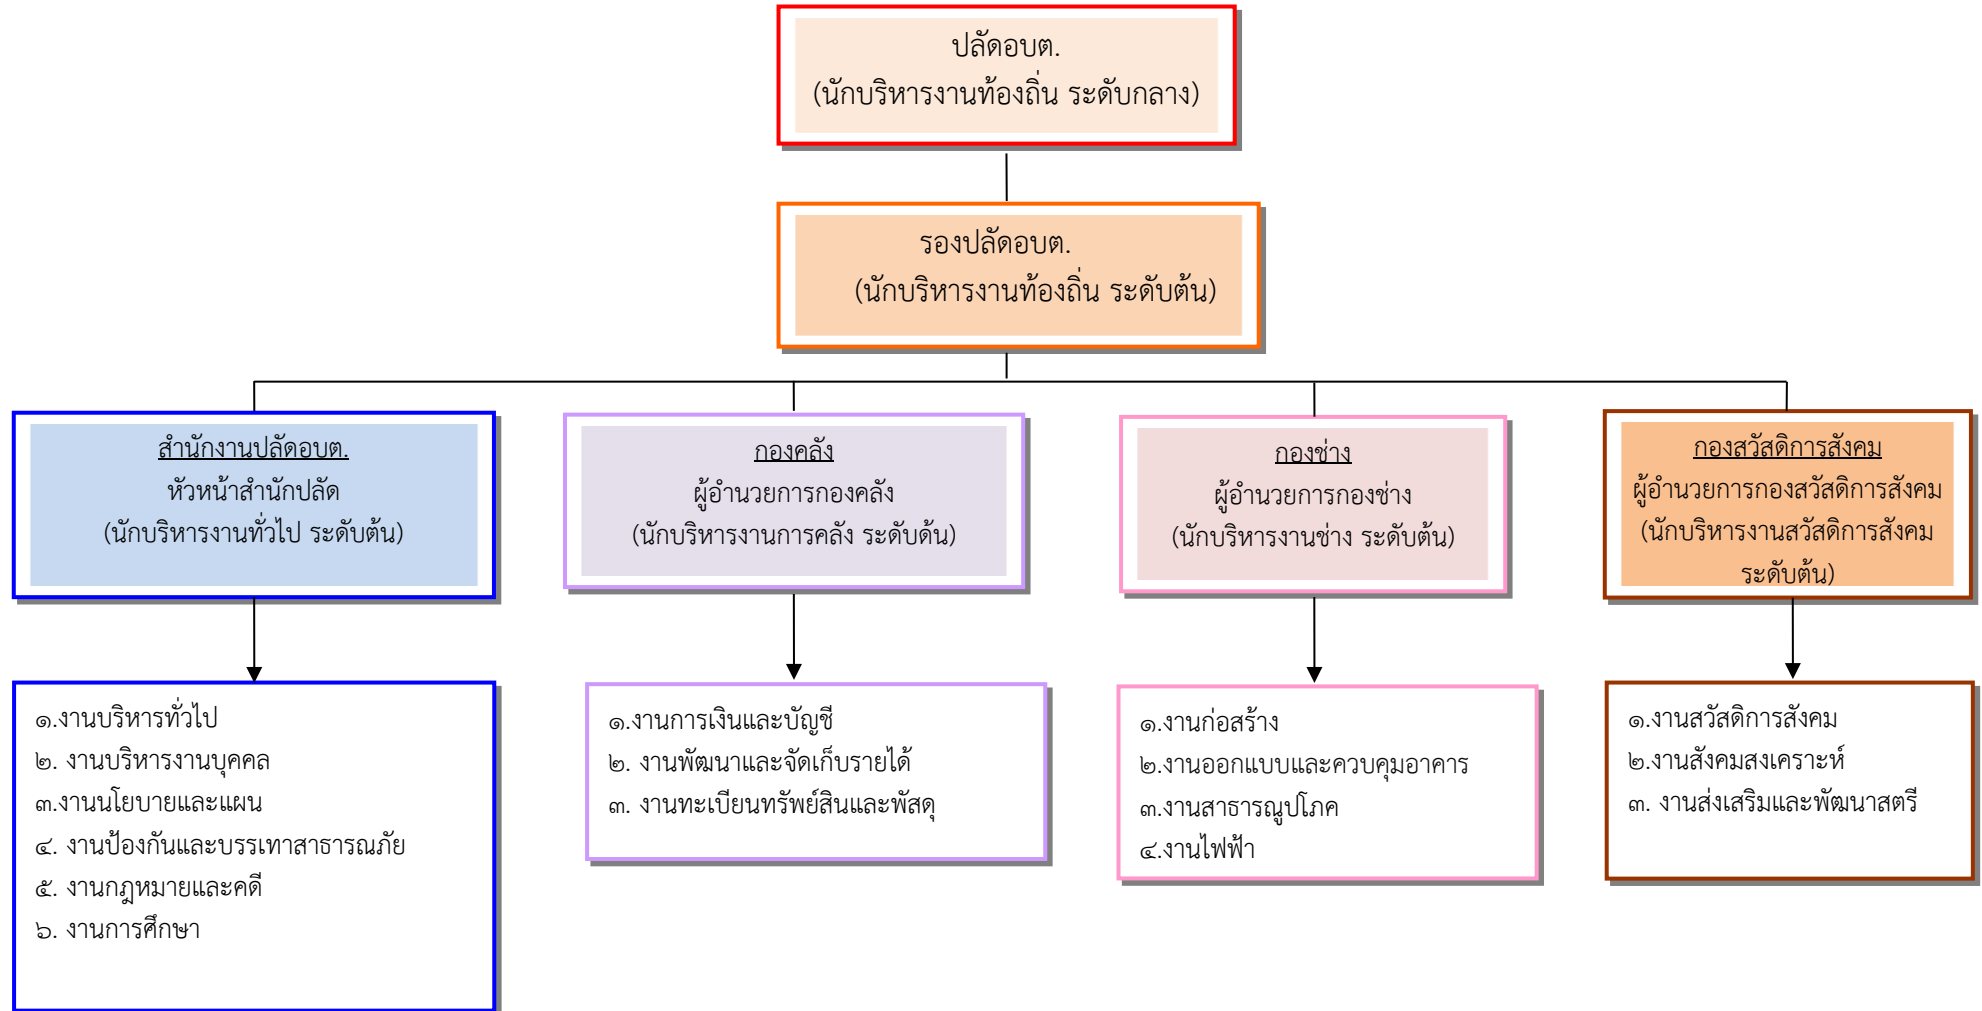 ปลัดอบต.
(นักบริหารงานท้องถิ่น ระดับกลาง)
รองปลัดอบต.
(นักบริหารงานท้องถิ่น ระดับต้น)
สำนักงานปลัดอบต.
หัวหน้าสำนักปลัด
(นักบริหารงานทั่วไป ระดับต้น)
กองคลัง
ผู้อำนวยการกองคลัง
(นักบริหารงานการคลัง ระดับด้น)
กองช่าง
ผู้อำนวยการกองช่าง
(นักบริหารงานช่าง ระดับต้น)
กองสวัสดิการสังคม
ผู้อำนวยการกองสวัสดิการสังคม
(นักบริหารงานสวัสดิการสังคม
ระดับต้น)
๑.งานบริหารทั่วไป
๒. งานบริหารงานบุคคล
๓.งานนโยบายและแผน
๔. งานป้องกันและบรรเทาสาธารณภัย
๕. งานกฎหมายและคดี
๖. งานการศึกษา
๑.งานการเงินและบัญชี
๒. งานพัฒนาและจัดเก็บรายได้
๓. งานทะเบียนทรัพย์สินและพัสดุ
๑.งานก่อสร้าง
๒.งานออกแบบและควบคุมอาคาร
๓.งานสาธารณูปโภค
๔.งานไฟฟ้า
๑.งานสวัสดิการสังคม
๒.งานสังคมสงเคราะห์
๓. งานส่งเสริมและพัฒนาสตรี